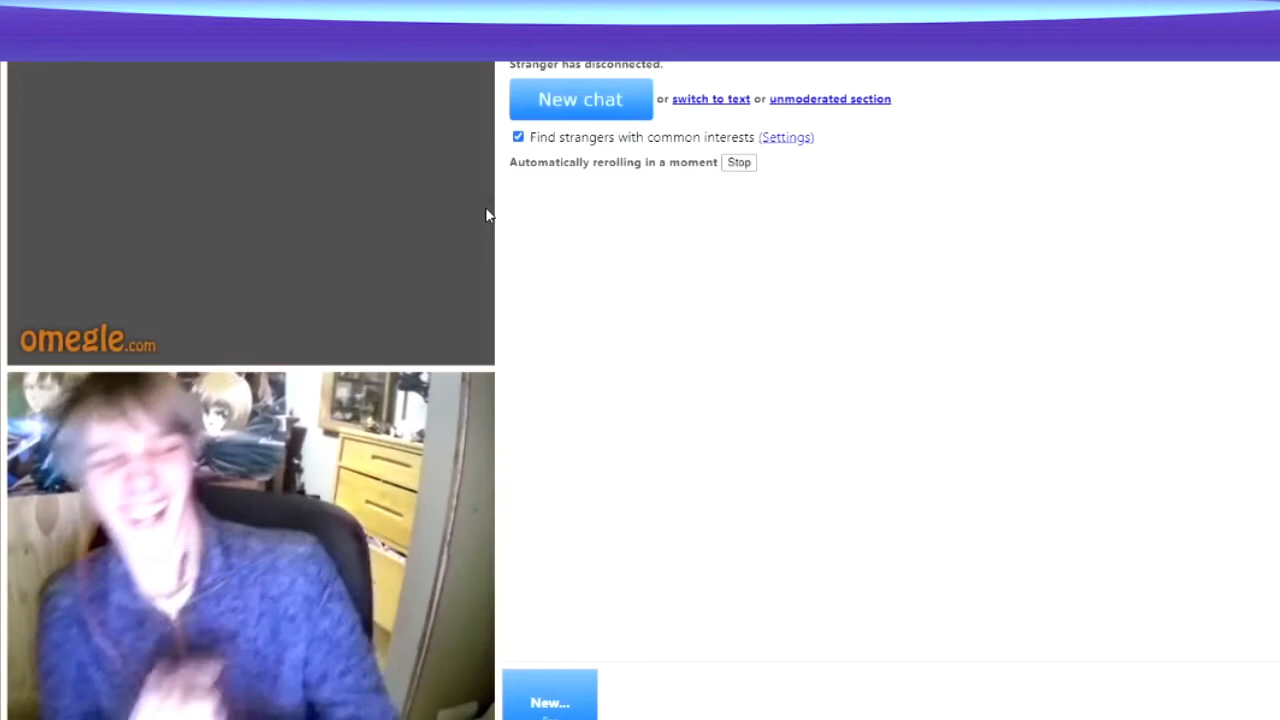 Stranger has disconnected.
New chat or switch to text or unmoderated section
Find strangers with common interests (Settings)
Automatically rerolling in a moment Stop
omegle.com
New...
Esc